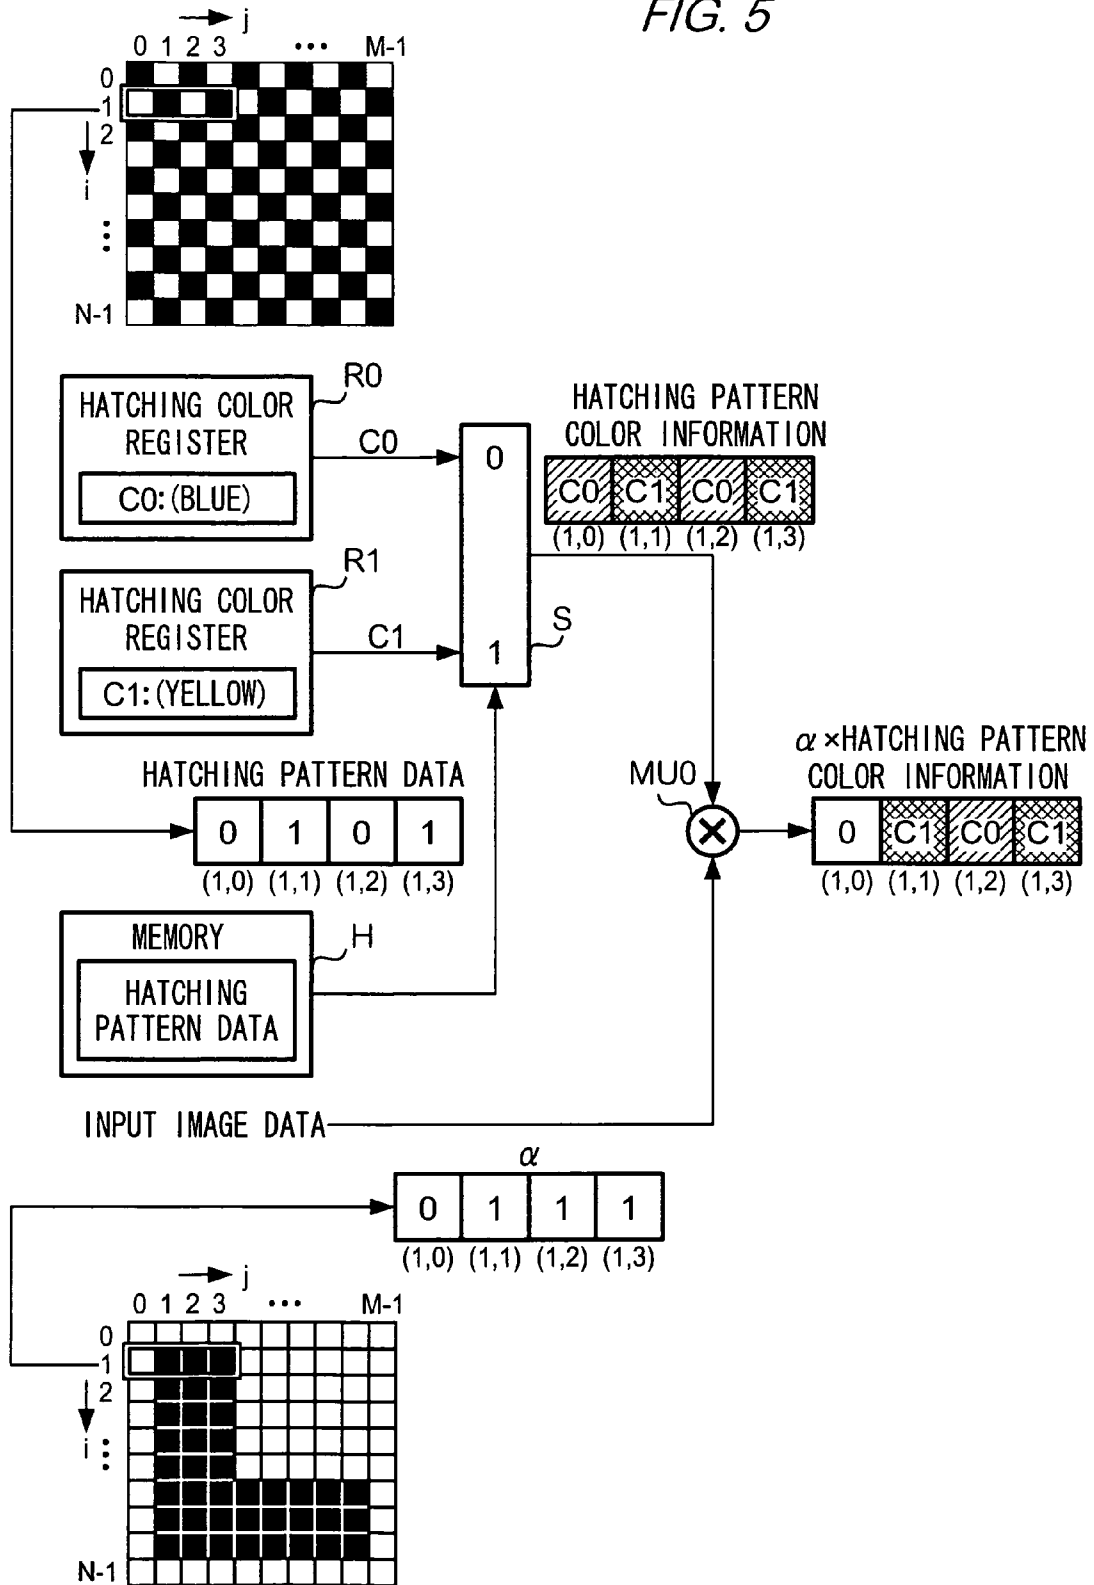 FIG. 5
j
0 1 2 3 ••• M-1
0
1
2
i
•••
N-1
HATCHING COLOR
REGISTER
C0:(BLUE)
R0
C0
0
HATCHING PATTERN
COLOR INFORMATION
C0 C1 C0 C1
(1,0) (1,1) (1,2) (1,3)
HATCHING COLOR
REGISTER
C1:(YELLOW)
R1
C1
1
S
HATCHING PATTERN DATA
0 1 0 1
(1,0) (1,1) (1,2) (1,3)
MU0
×
α×HATCHING PATTERN
COLOR INFORMATION
0 C1 C0 C1
(1,0) (1,1) (1,2) (1,3)
MEMORY
HATCHING
PATTERN DATA
H
INPUT IMAGE DATA
α
0 1 1 1
(1,0) (1,1) (1,2) (1,3)
j
0 1 2 3 ••• M-1
0
1
2
i
•••
N-1